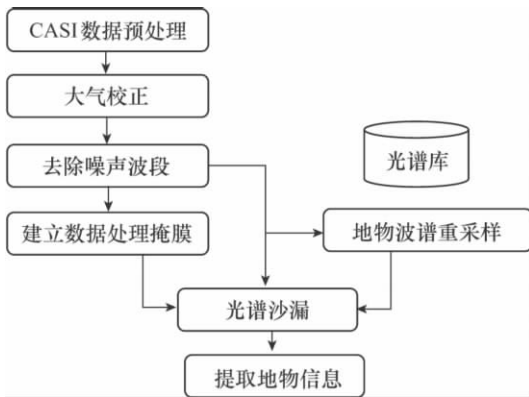 CASI数据预处理
大气校正
去除噪声波段
光谱库
建立数据处理掩膜
地物波谱重采样
光谱沙漏
提取地物信息